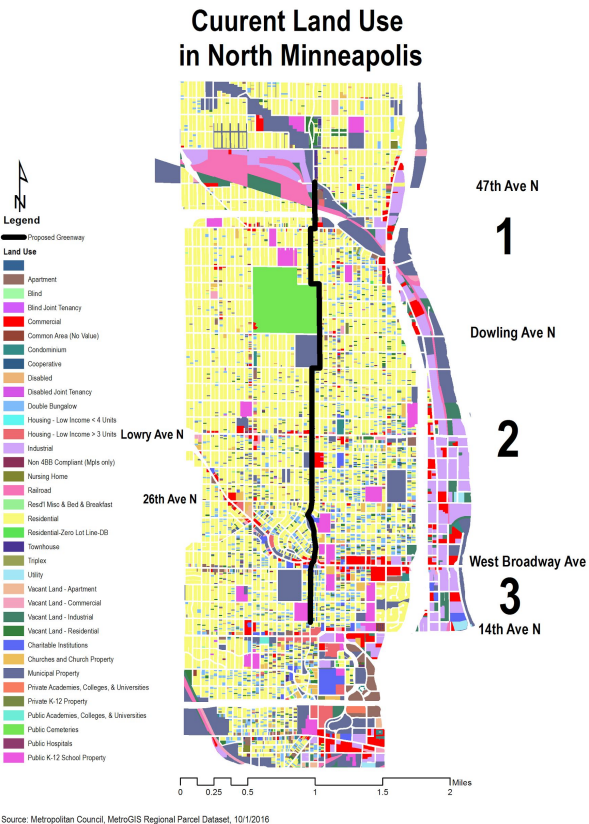 Cuurent Land Use
in North Minneapolis
N
47th Ave N
1
Dowling Ave N
2
Lowry Ave N
26th Ave N
West Broadway Ave
3
14th Ave N
Legend
Proposed Greenway
Land Use
Apartment
Blind
Blind Joint Tenancy
Commercial
Common Area (No Value)
Condominium
Cooperative
Disabled
Disabled Joint Tenancy
Double Bungalow
Housing - Low Income < 4 Units
Housing - Low Income > 3 Units
Industrial
Non 4BB Compliant (Mpls only)
Nursing Home
Railroad
Resd'l Misc & Bed & Breakfast
Residential
Residential-Zero Lot Line-DB
Townhouse
Triplex
Utility
Vacant Land - Apartment
Vacant Land - Commercial
Vacant Land - Industrial
Vacant Land - Residential
Charitable Institutions
Churches and Church Property
Municipal Property
Private Academies, Colleges, & Universities
Private K-12 Property
Public Academies, Colleges, & Universities
Public Cemeteries
Public Hospitals
Public K-12 School Property
0 0.25 0.5 1 1.5 2 Miles
Source: Metropolitan Council, MetroGIS Regional Parcel Dataset, 10/1/2016